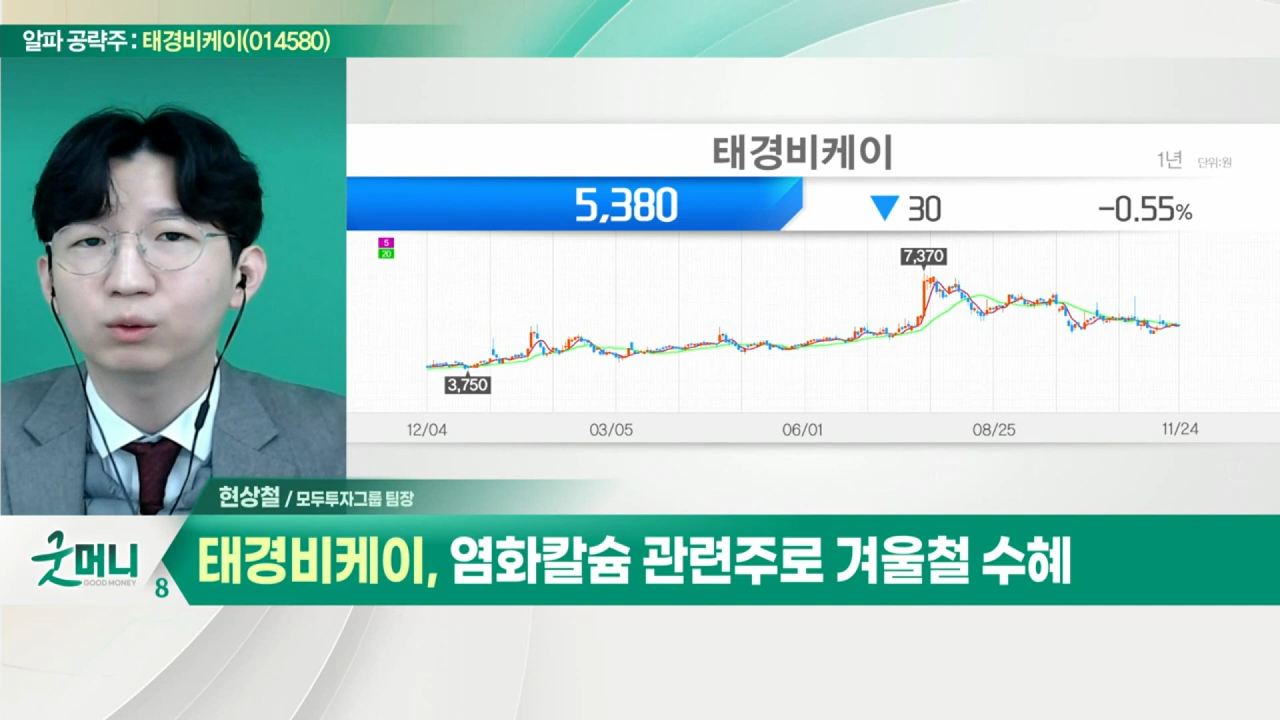 알파 공략주 : 태경비케이(014580)
태경비케이
1년 단위:원
5,380 ▼ 30 -0.55%
5
20
7,370
3,750
12/04 03/05 06/01 08/25 11/24
현상철 / 모두투자그룹 팀장
굿머니
GOOD MONEY
8
태경비케이, 염화칼슘 관련주로 겨울철 수혜